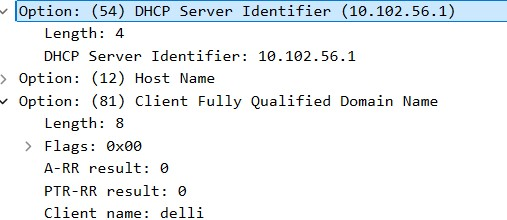 Option: (54) DHCP Server Identifier (10.102.56.1)
Length: 4
DHCP Server Identifier: 10.102.56.1
Option: (12) Host Name
Option: (81) Client Fully Qualified Domain Name
Length: 8
Flags: 0x00
A-RR result: 0
PTR-RR result: 0
Client name: delli